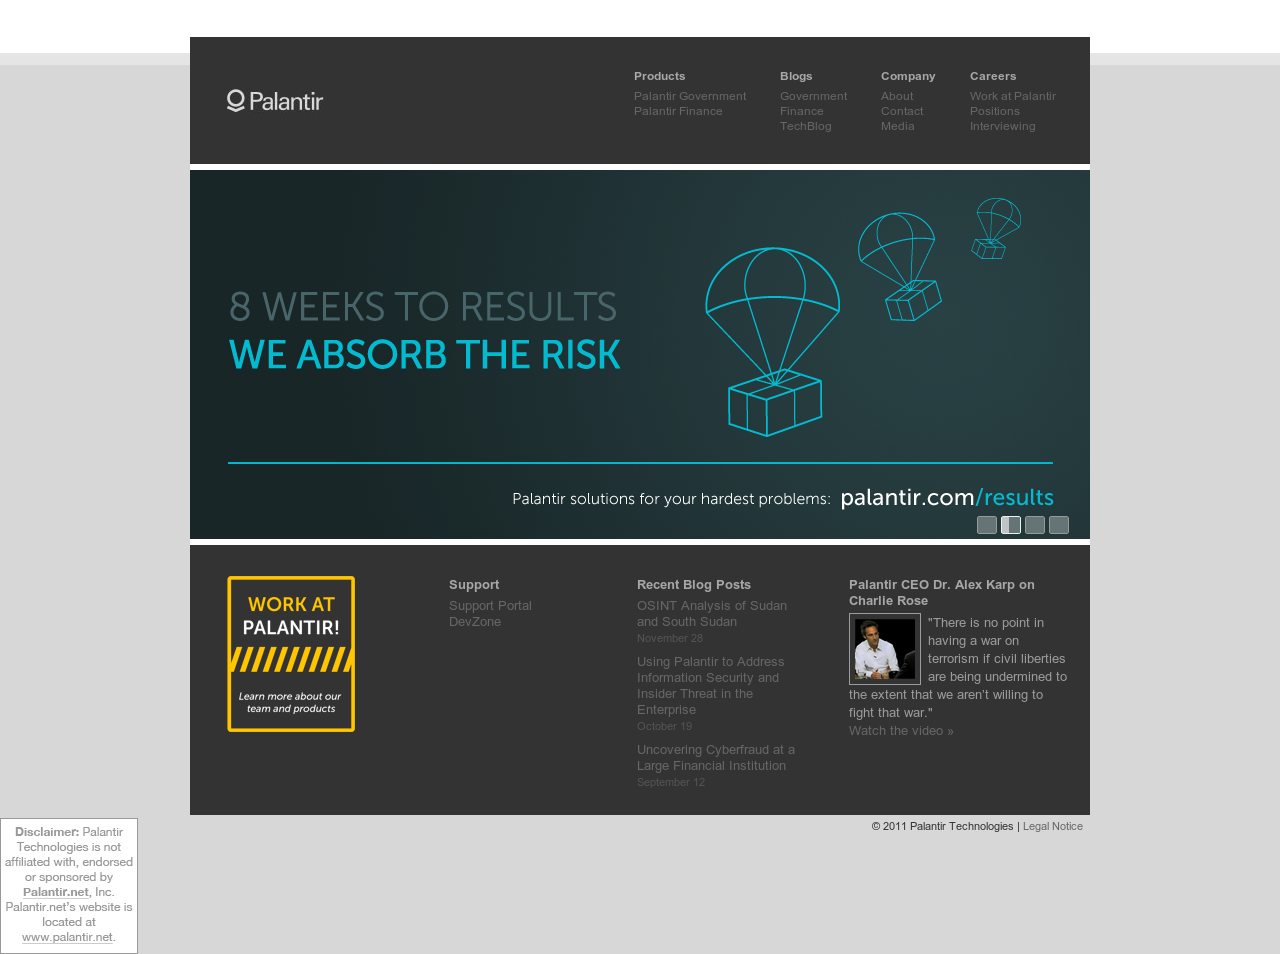 Palantir
Products
Palantir Government
Palantir Finance
Blogs
Government
Finance
TechBlog
Company
About
Contact
Media
Careers
Work at Palantir
Positions
Interviewing
8 WEEKS TO RESULTS
WE ABSORB THE RISK
Palantir solutions for your hardest problems: palantir.com/results
WORK AT
PALANTIR!
Learn more about our
team and products
Support
Support Portal
DevZone
Recent Blog Posts
OSINT Analysis of Sudan
and South Sudan
November 28
Using Palantir to Address
Information Security and
Insider Threat in the
Enterprise
October 19
Uncovering Cyberfraud at a
Large Financial Institution
September 12
Palantir CEO Dr. Alex Karp on
Charlie Rose
"There is no point in
having a war on
terrorism if civil liberties
are being undermined to
the extent that we aren't willing to
fight that war."
Watch the video »
© 2011 Palantir Technologies | Legal Notice
Disclaimer: Palantir
Technologies is not
affiliated with, endorsed
or sponsored by
Palantir.net, Inc.
Palantir.net's website is
located at
www.palantir.net.